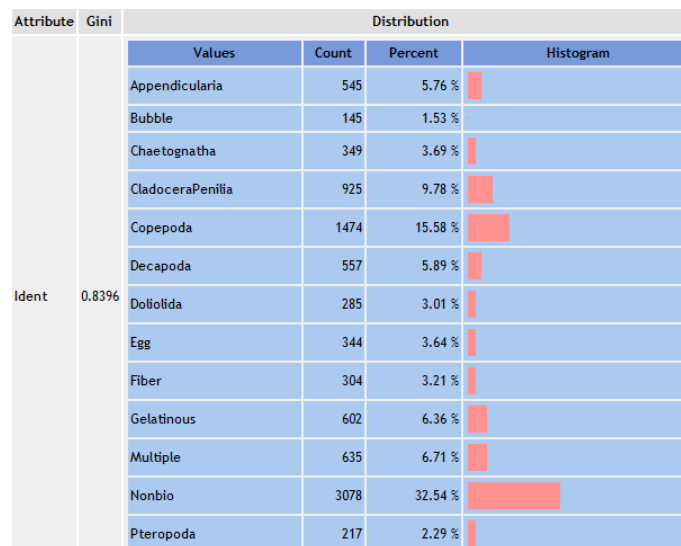 Attribute Gini Distribution
Values Count Percent Histogram
Appendicularia 545 5.76 %
Bubble 145 1.53 %
Chaetognatha 349 3.69 %
CladoceraPenilia 925 9.78 %
Copepoda 1474 15.58 %
Decapoda 557 5.89 %
Ident 0.8396 Doliolida 285 3.01 %
Egg 344 3.64 %
Fiber 304 3.21 %
Gelatinous 602 6.36 %
Multiple 635 6.71 %
Nonbio 3078 32.54 %
Pteropoda 217 2.29 %